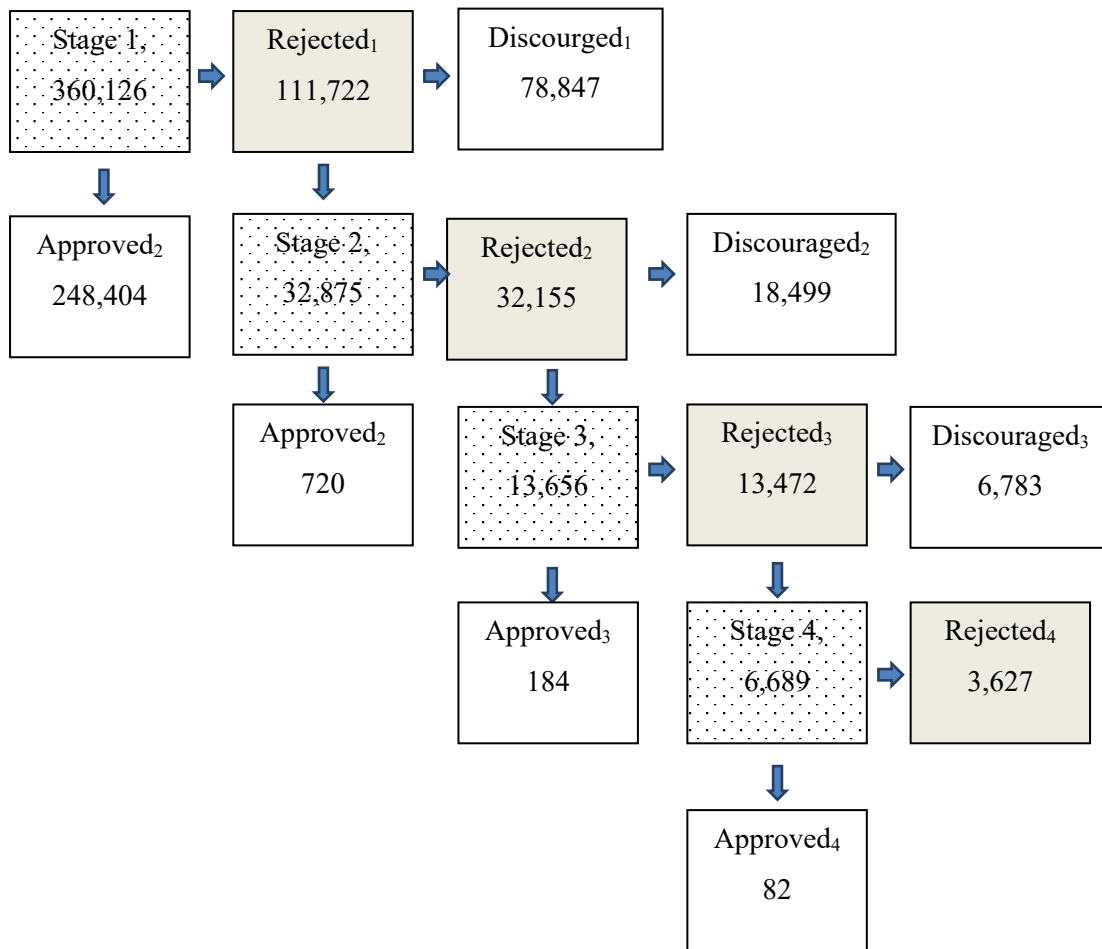 Stage 1,
360,126
Rejected₁
111,722
Discourged₁
78,847
Approved₂
248,404
Stage 2,
32,875
Rejected₂
32,155
Discouraged₂
18,499
Approved₂
720
Stage 3,
13,656
Rejected₃
13,472
Discouraged₃
6,783
Approved₃
184
Stage 4,
6,689
Rejected₄
3,627
Approved₄
82